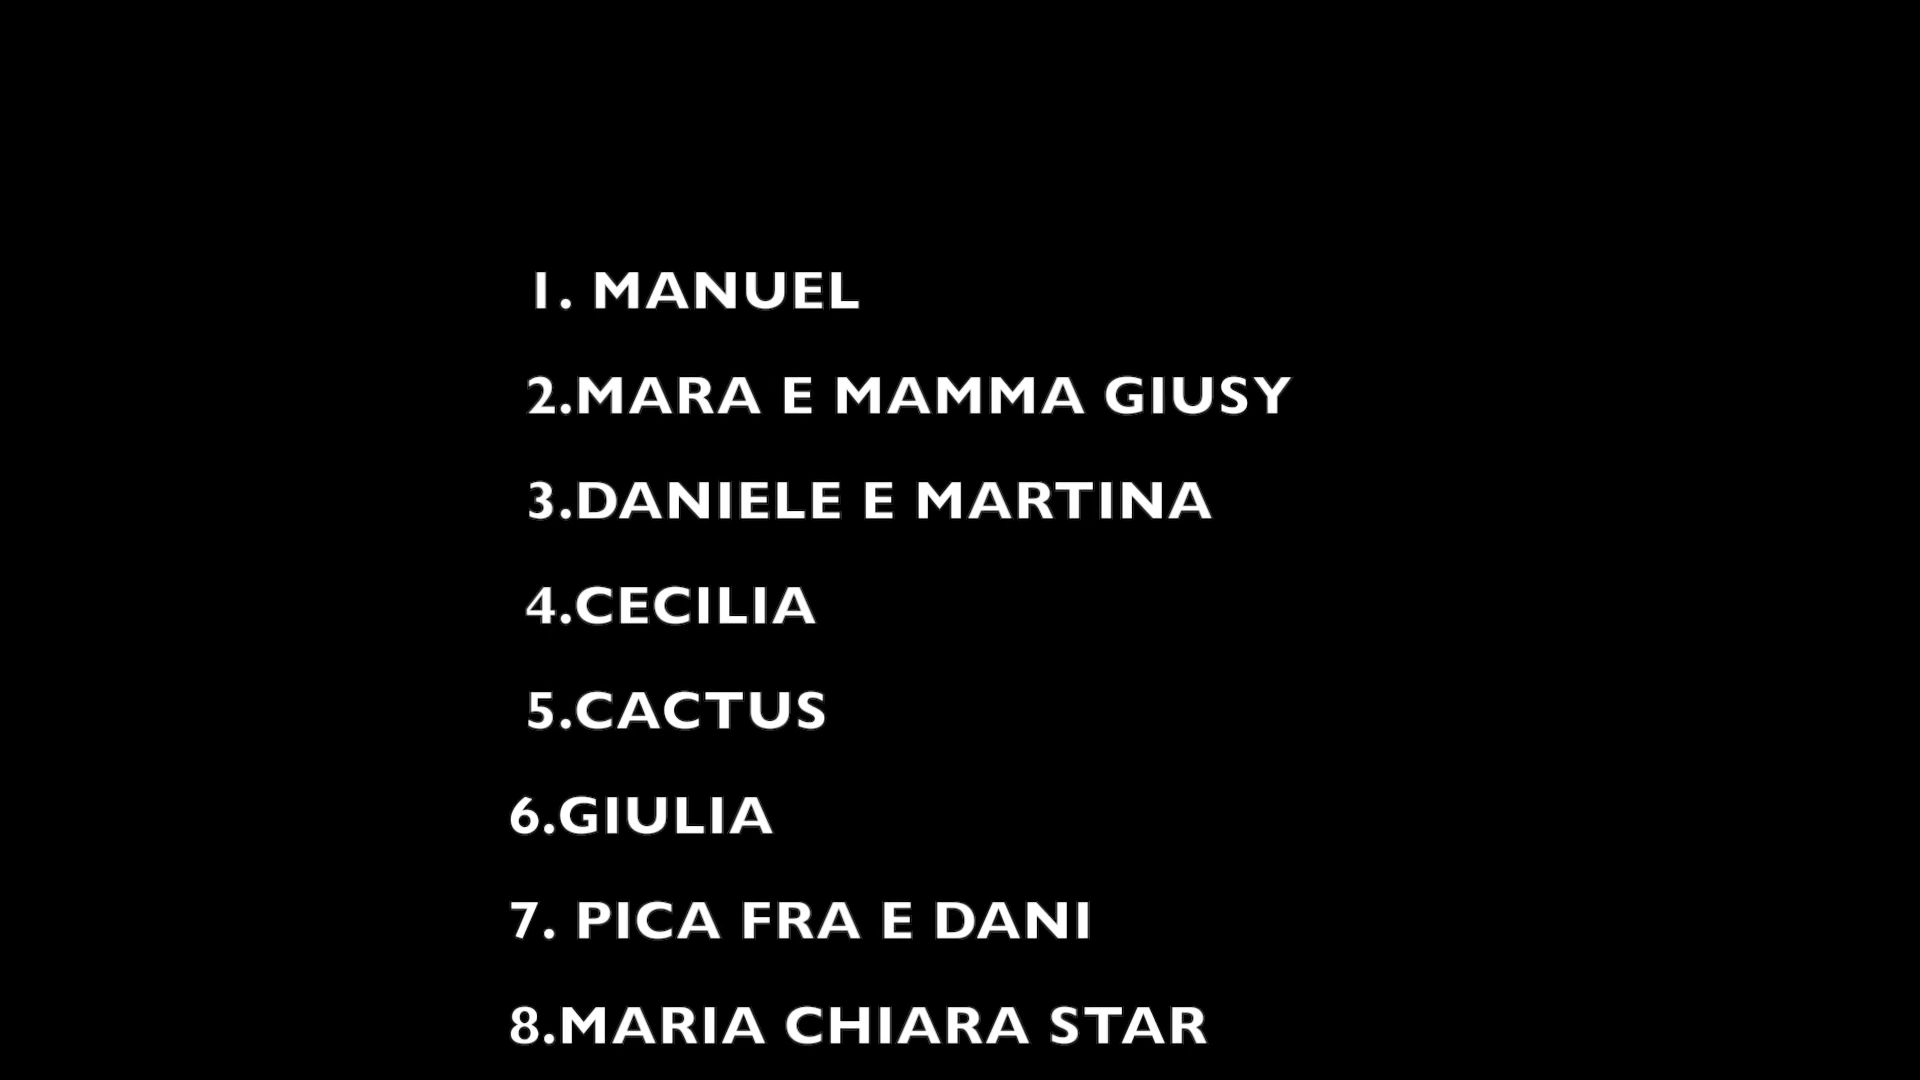 1. MANUEL
2.MARA E MAMMA GIUSY
3.DANIELE E MARTINA
4.CECILIA
5.CACTUS
6.GIULIA
7. PICA FRA E DANI
8.MARIA CHIARA STAR